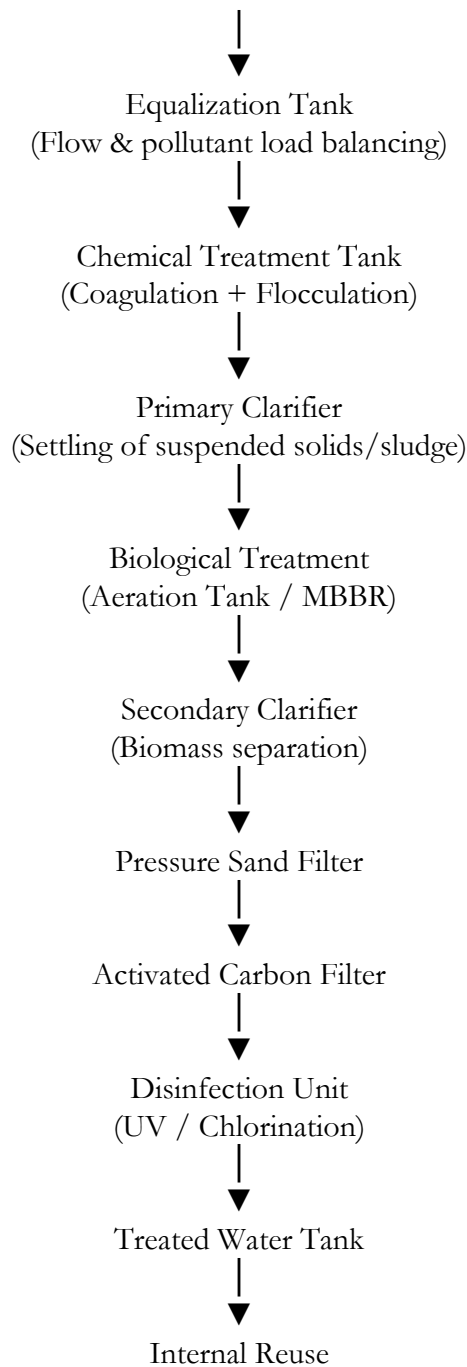 Equalization Tank
(Flow & pollutant load balancing)
Chemical Treatment Tank
(Coagulation + Flocculation)
Primary Clarifier
(Settling of suspended solids/sludge)
Biological Treatment
(Aeration Tank / MBBR)
Secondary Clarifier
(Biomass separation)
Pressure Sand Filter
Activated Carbon Filter
Disinfection Unit
(UV / Chlorination)
Treated Water Tank
Internal Reuse